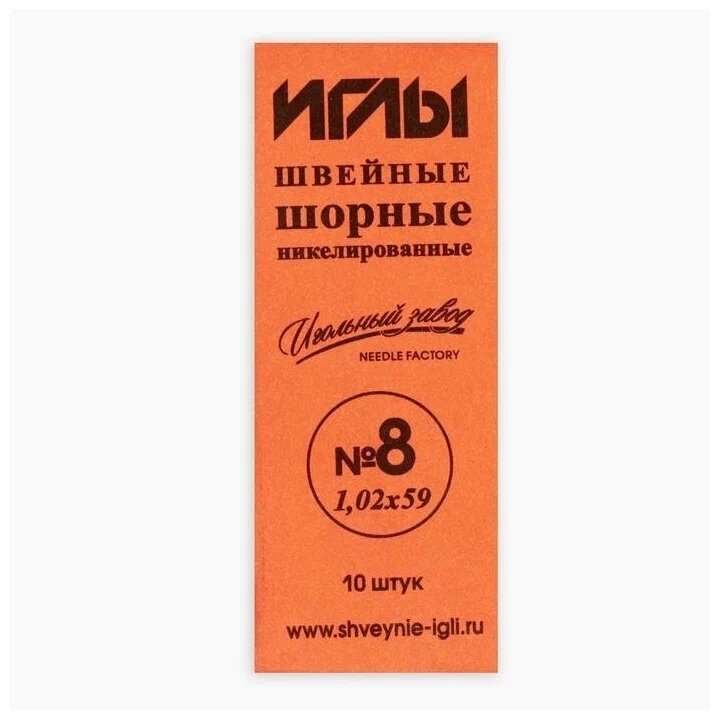 ИГЛЫ
ШВЕЙНЫЕ
шорные
никелированные
Игольный завод
NEEDLE FACTORY
№8
1,02x59
10 штук
www.shveynie-igli.ru